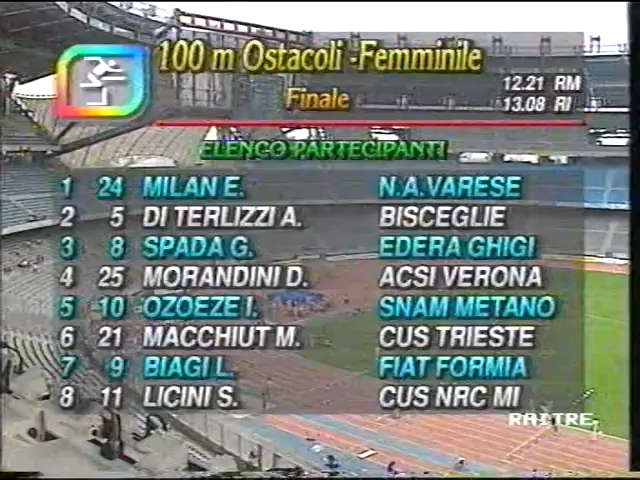 100 m Ostacoli -Femminile
12.21 RM
Finale
13.08 RI
ELENCO PARTECIPANTI
1 24 MILAN E. N.A.VARESE
2 5 DI TERLIZZI A. BISCEGLIE
3 8 SPADA G. EDERA GHIGI
4 25 MORANDINI D. ACSI VERONA
5 10 OZOEZE I. SNAM METANO
6 21 MACCHIUT M. CUS TRIESTE
7 9 BIAGI L. FIAT FORMIA
8 11 LICINI S. CUS NRC MI
RAITRE